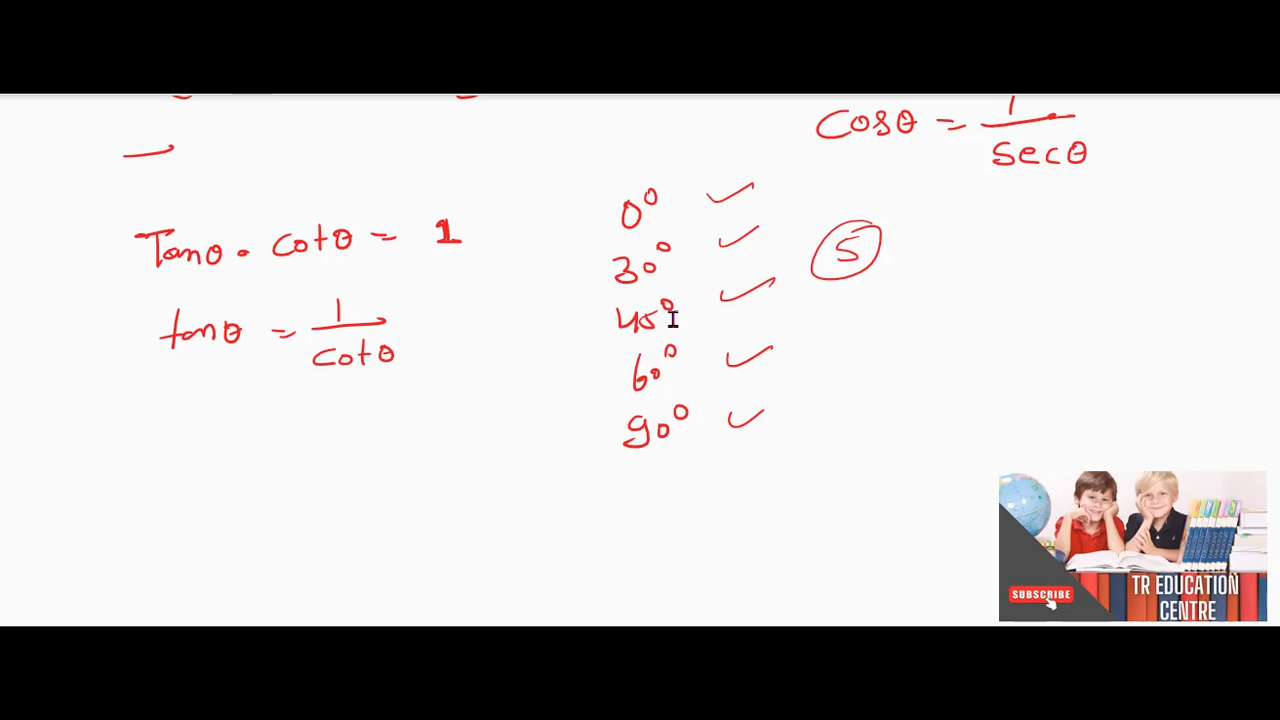 Cosθ = 1/secθ
Tanθ · cotθ = 1
tanθ = 1/cotθ
0° ✓
30° ✓
45° ✓
60° ✓
90° ✓
5
SUBSCRIBE
TR EDUCATION
CENTRE